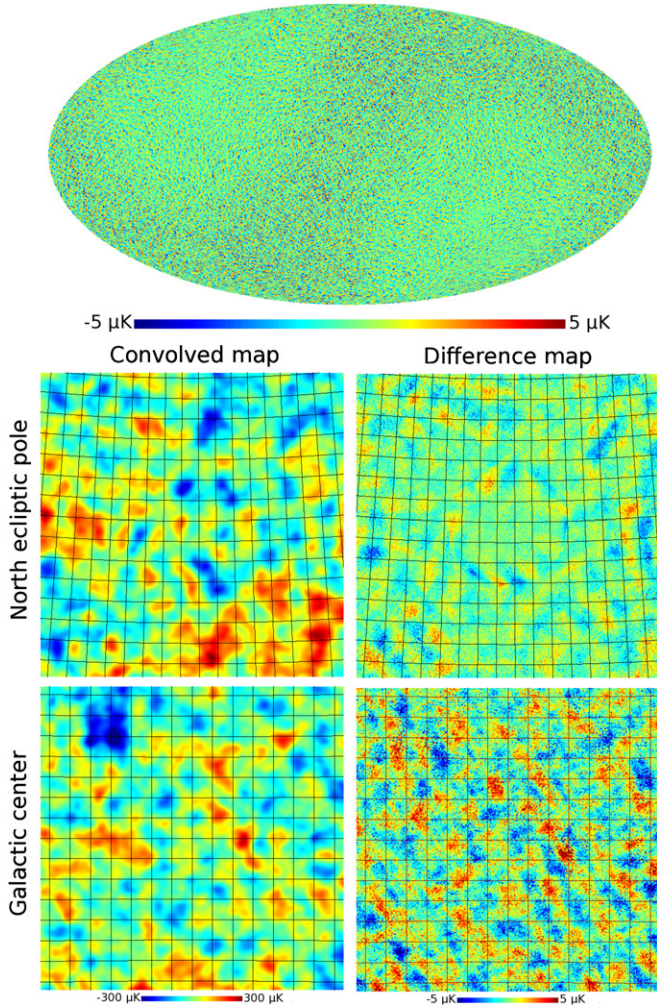 -5 μK 5 μK
Convolved map Difference map
North ecliptic pole
Galactic center
-300 μK 300 μK -5 μK 5 μK